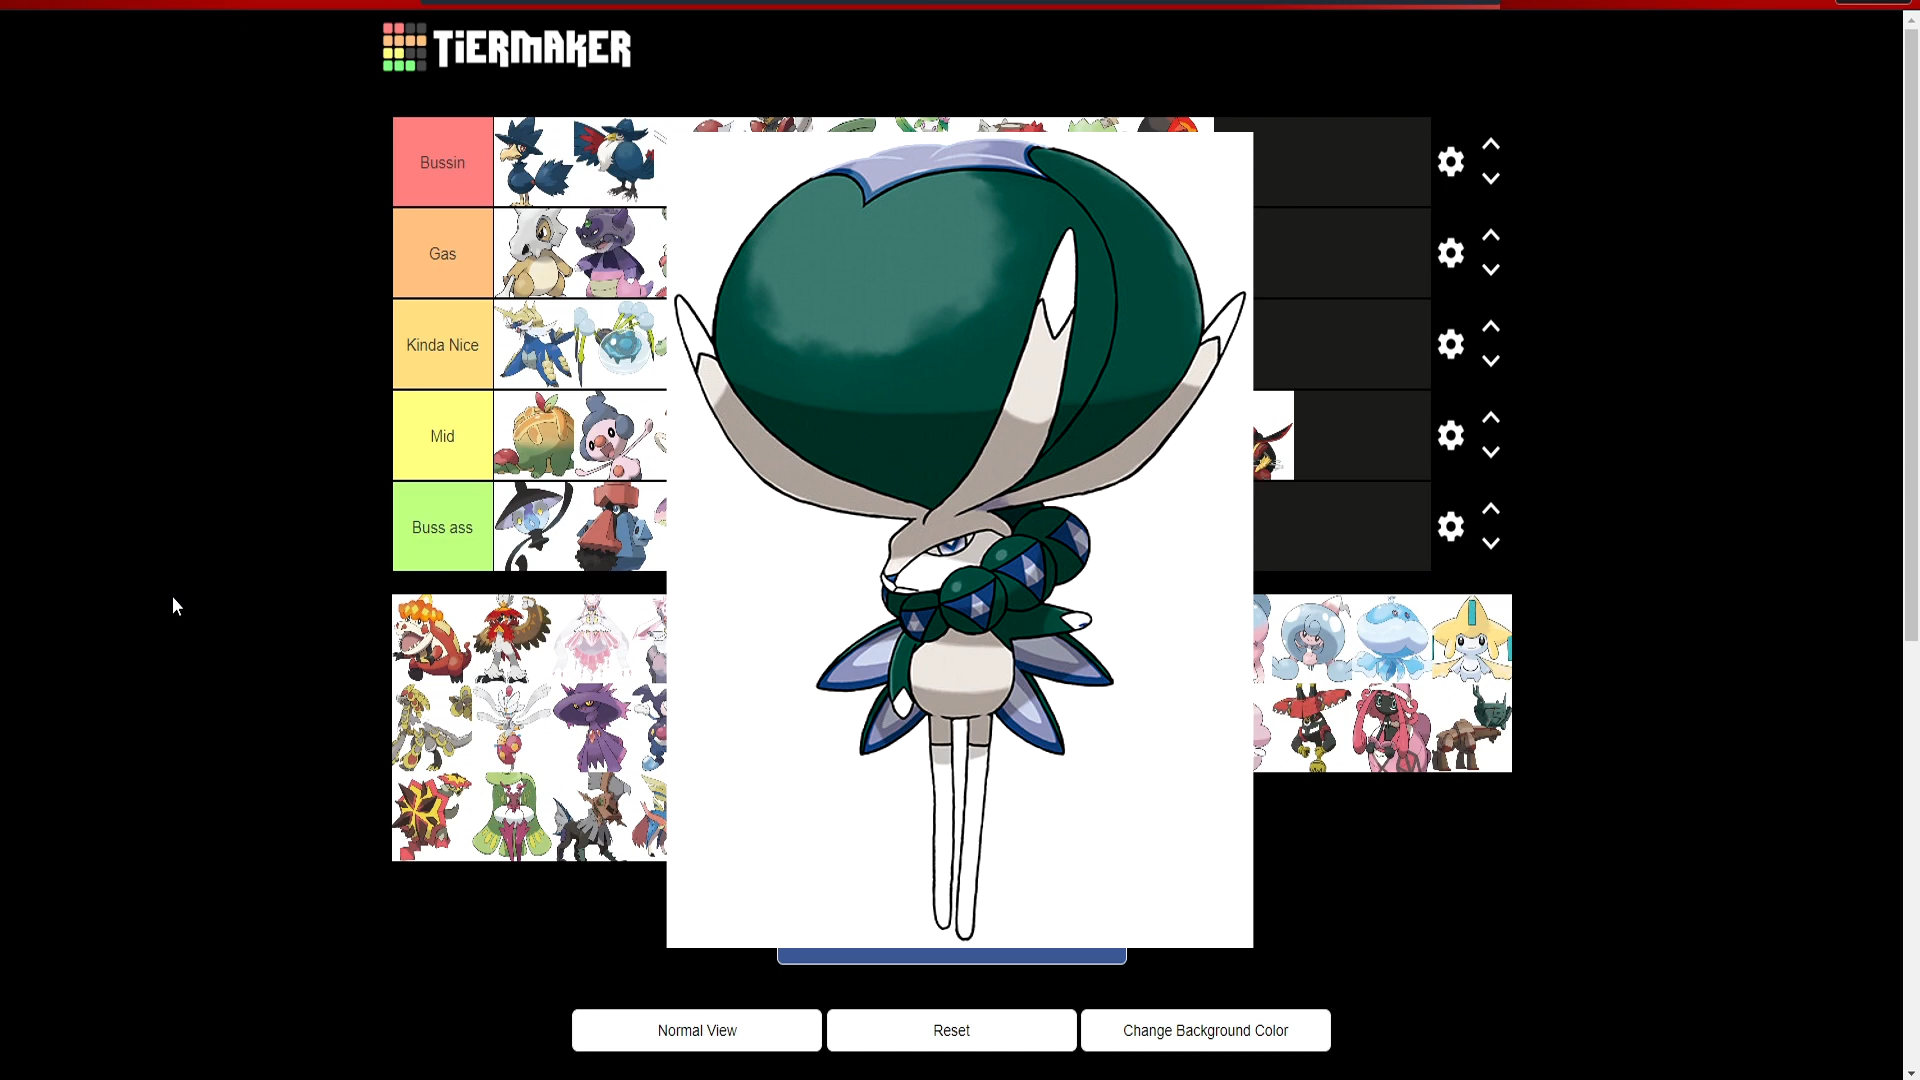 TiERMAKER
Bussin
Gas
Kinda Nice
Mid
Buss ass
Normal View
Reset
Change Background Color